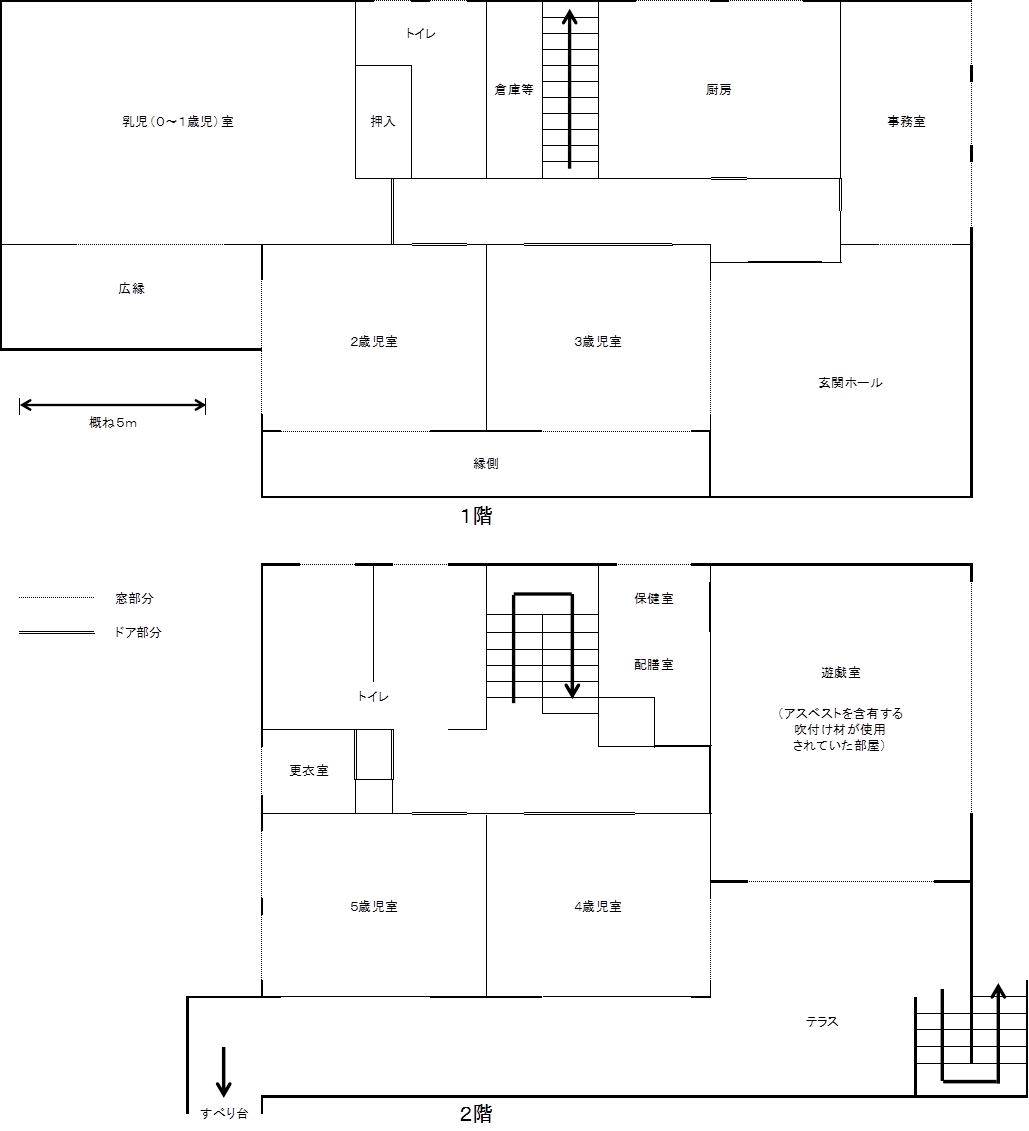 トイレ
倉庫等
厨房
乳児（０～１歳児）室
押入
事務室
広縁
２歳児室
３歳児室
玄関ホール
概ね５ｍ
縁側
１階
窓部分
ドア部分
保健室
配膳室
遊戯室
（アスベストを含有する
吹付け材が使用
されていた部屋）
トイレ
更衣室
５歳児室
４歳児室
テラス
すべり台
２階